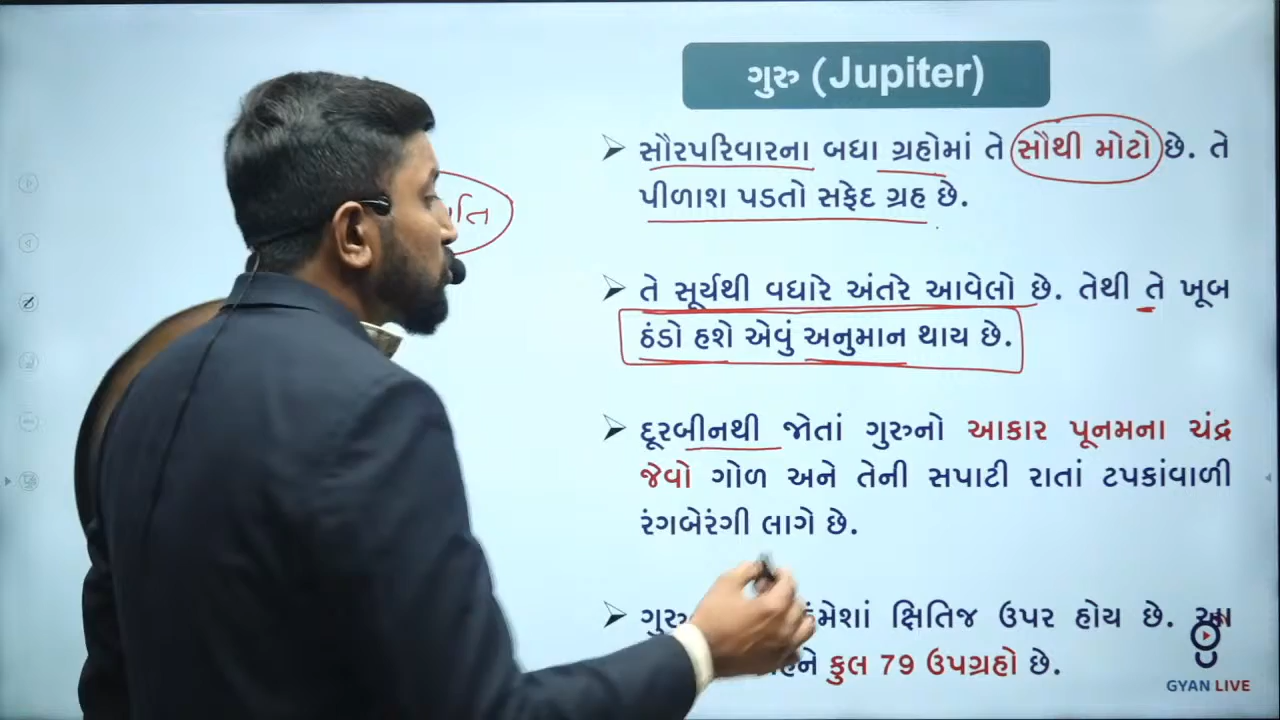 ગુરુ (Jupiter)
➢ સૌરપરિવારના બધા ગ્રહોમાં તે સૌથી મોટો છે. તે
પીળાશ પડતો સફેદ ગ્રહ છે.
➢ તે સૂર્યથી વધારે અંતરે આવેલો છે. તેથી તે ખૂબ
ઠંડો હશે એવું અનુમાન થાય છે.
➢ દૂરબીનથી જોતાં ગુરુનો આકાર પૂનમના ચંદ્ર
જેવો ગોળ અને તેની સપાટી રાતાં ટપકાંવાળી
રંગબેરંગી લાગે છે.
➢ ક્ષિતિજ ઉપર હોય છે. આ
કુલ 79 ઉપગ્રહો છે.
GYAN LIVE